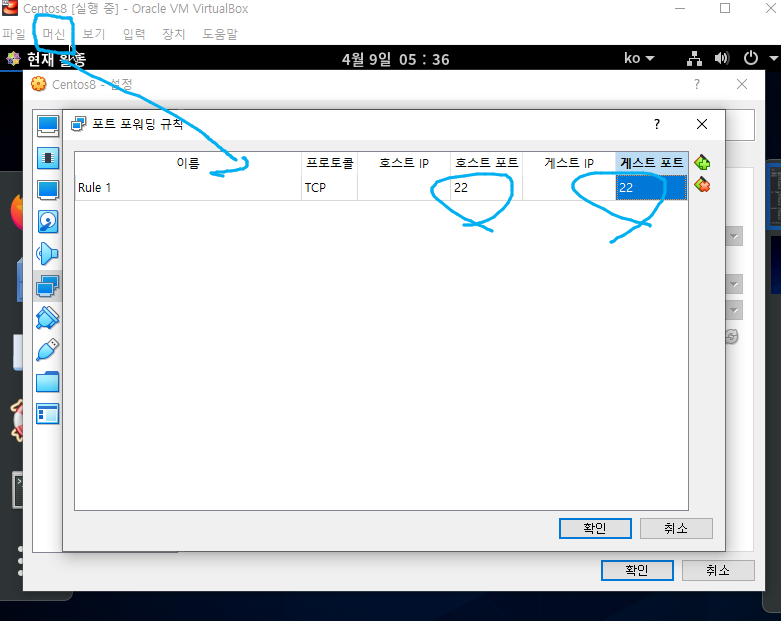 Centos8 [실행 중] - Oracle VM VirtualBox
파일 머신 보기 입력 장치 도움말
현재 활동 4월 9일 05 : 36 ko
Centos8 - 설정 ?
포트 포워딩 규칙 ?
이름 프로토콜 호스트 IP 호스트 포트 게스트 IP 게스트 포트
Rule 1 TCP 22 22
확인 취소
확인 취소